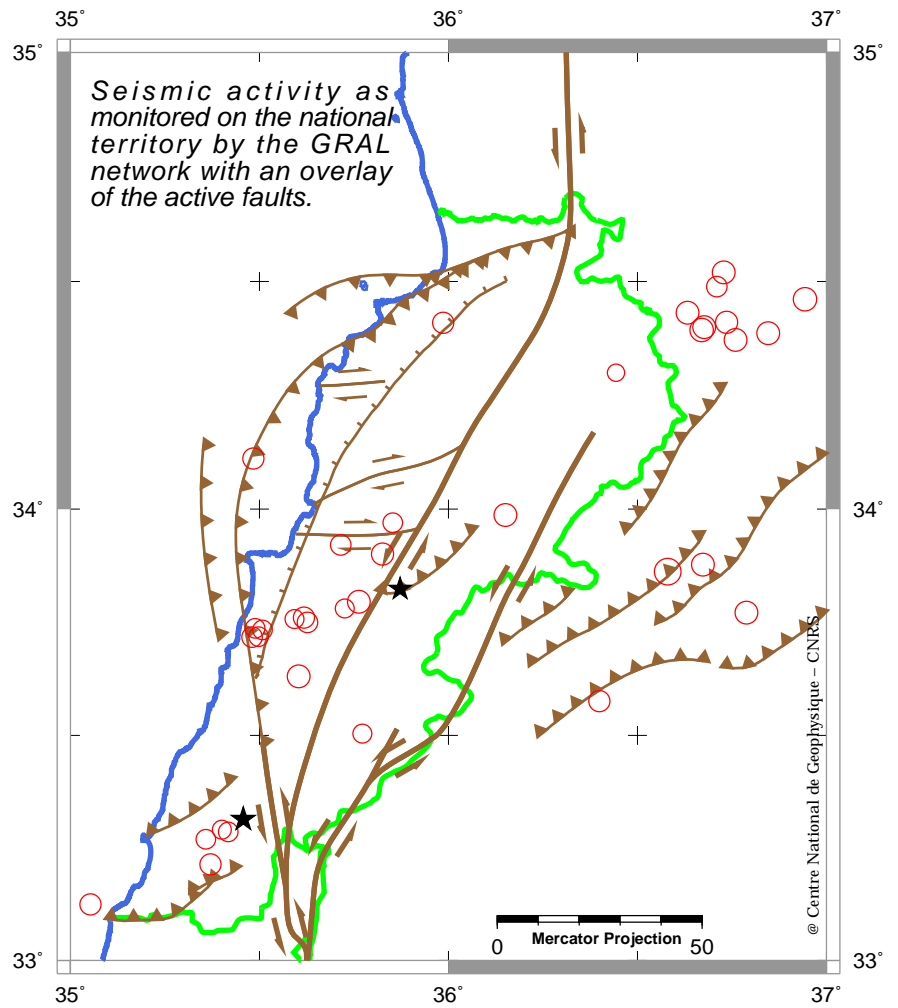 35° 36° 37°
35° 35°
Seismic activity as
monitored on the national
territory by the GRAL
network with an overlay
of the active faults.
34° 34°
@ Centre National de Geophysique – CNRS
Mercator Projection
0 50
33° 33°
35° 36° 37°